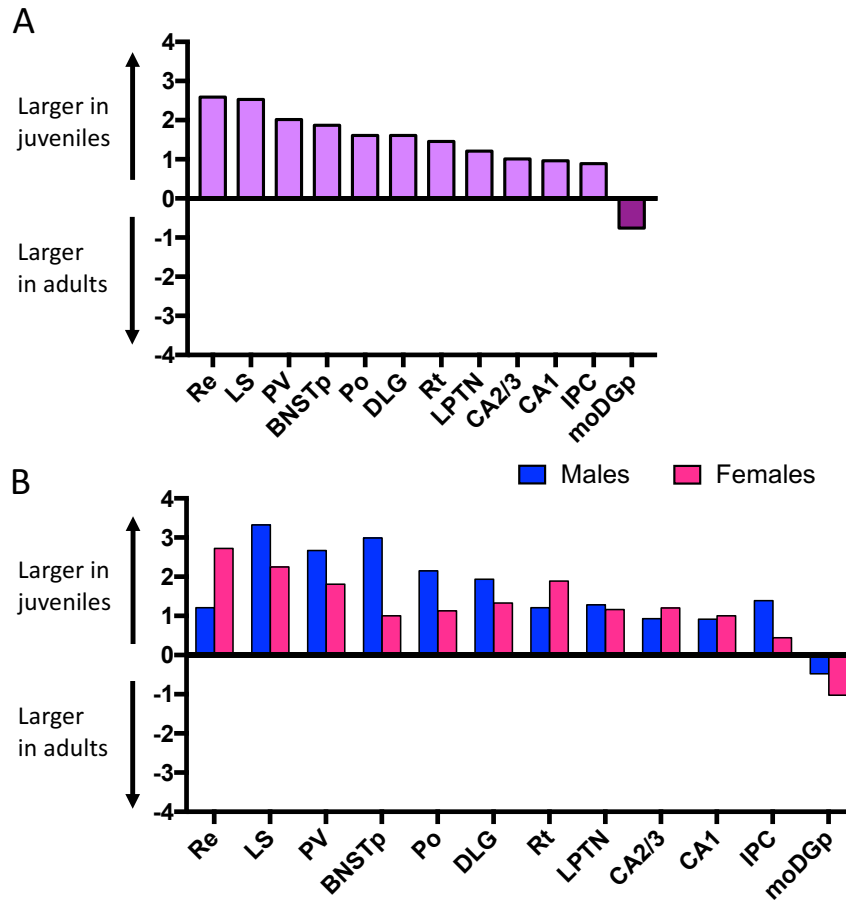 A
4
3
2
1
0
-1
-2
-3
-4
Larger in
juveniles
Larger
in adults
Re LS PV BNSTp Po DLG Rt LPTN CA2/3 CA1 IPC moDGp
B
Males Females
4
3
2
1
0
-1
-2
-3
-4
Larger in
juveniles
Larger
in adults
Re LS PV BNSTp Po DLG Rt LPTN CA2/3 CA1 IPC moDGp